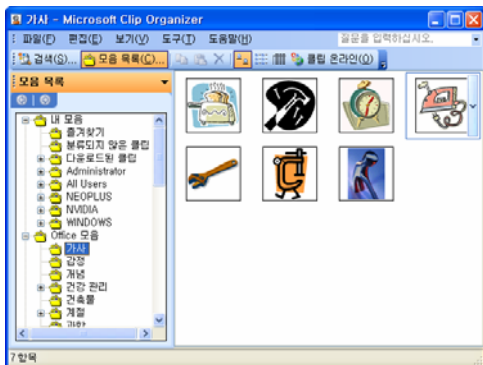 가사 - Microsoft Clip Organizer
파일(F) 편집(E) 보기(V) 도구(T) 도움말(H) 질문을 입력하십시오.
검색(S)... 모음 목록(C)... 클립 온라인(O)
모음 목록
내 모음
즐겨찾기
분류되지 않은 클립
다운로드된 클립
Administrator
All Users
NEOPLUS
NVIDIA
WINDOWS
Office 모음
가사
감정
개념
건강 관리
건축물
계절
과학
7항목